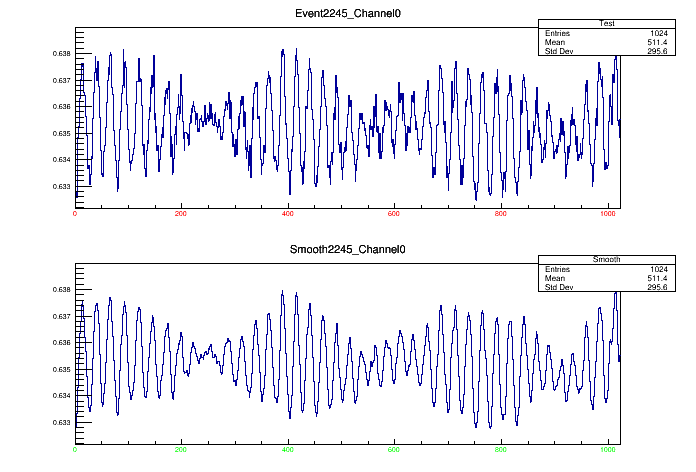 Event2245_Channel0
Test
Entries 1024
Mean 511.4
Std Dev 295.6
0.638
0.637
0.636
0.635
0.634
0.633
0 200 400 600 800 1000
Smooth2245_Channel0
Smooth
Entries 1024
Mean 511.4
Std Dev 295.6
0.638
0.637
0.636
0.635
0.634
0.633
0 200 400 600 800 1000